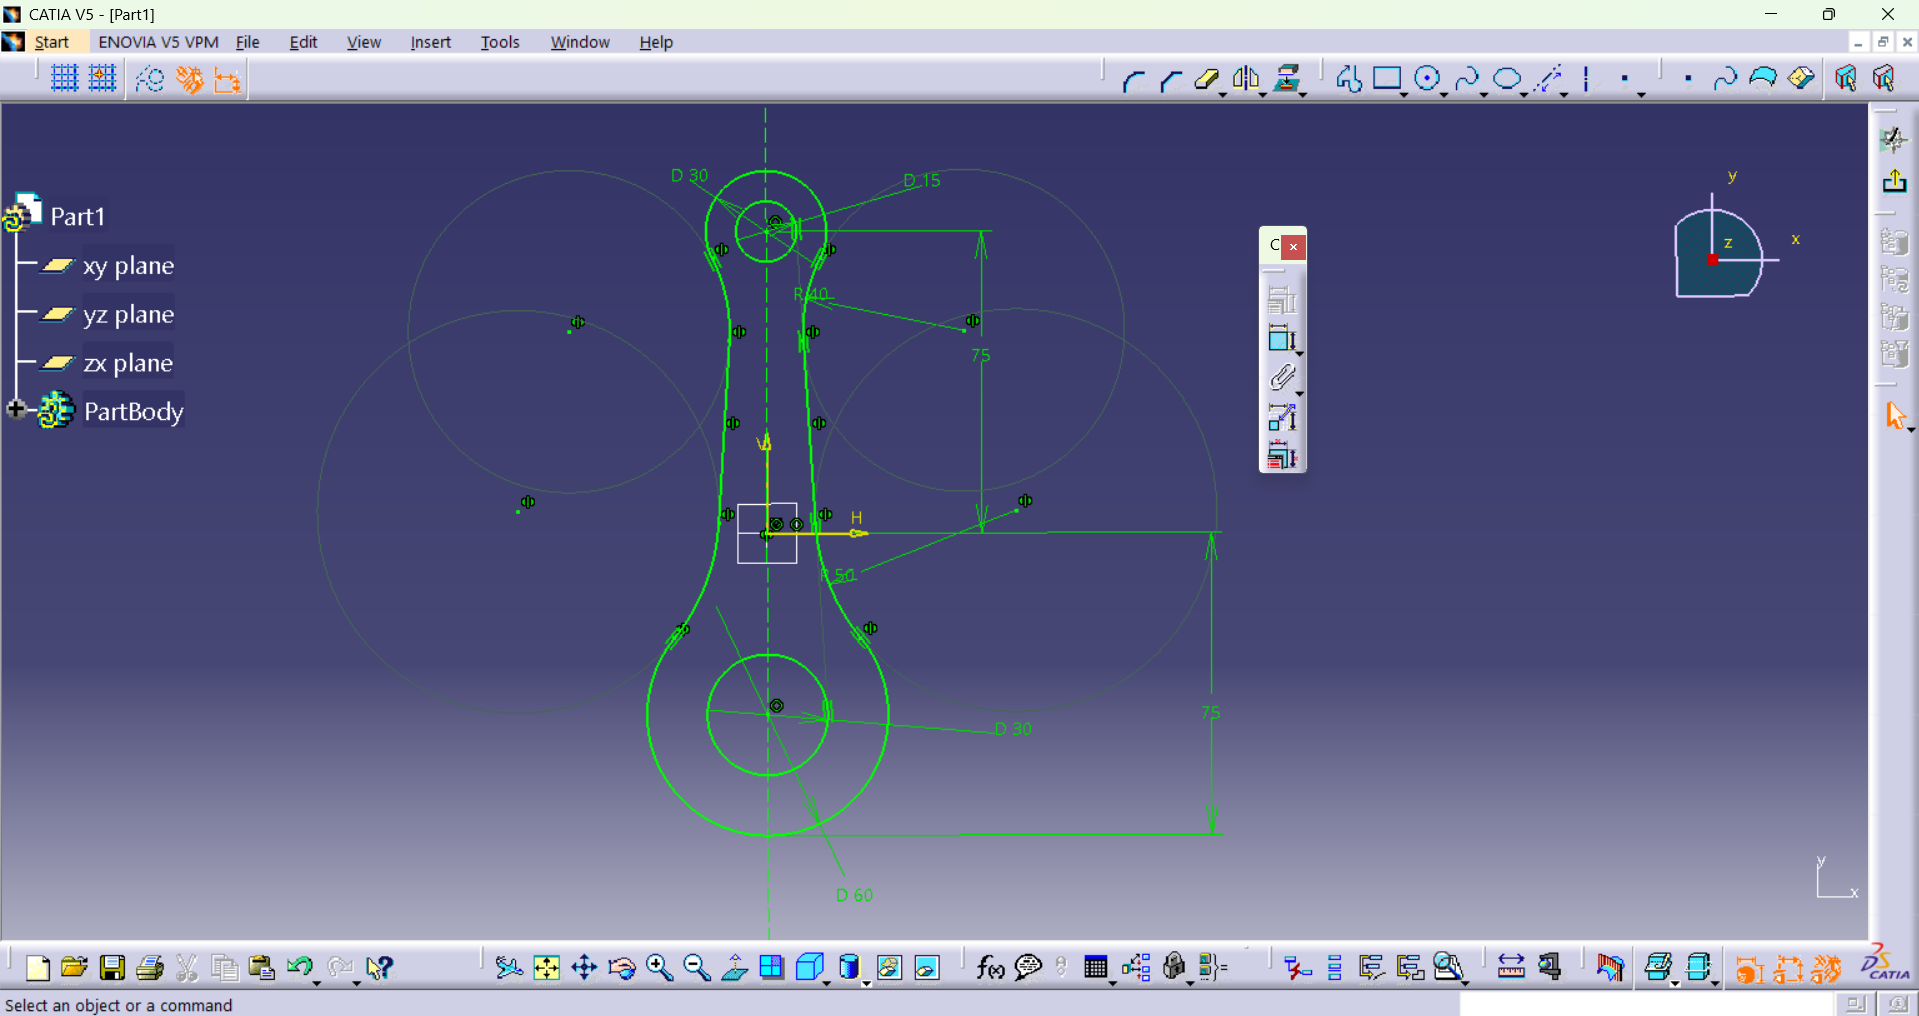 CATIA V5 - [Part1]
Start ENOVIA V5 VPM File Edit View Insert Tools Window Help
Part1
xy plane
yz plane
zx plane
PartBody
D 30
D 15
R 40
75
V
H
R 50
75
D 30
D 60
C
y
z
x
y
x
f(x)
CATIA
Select an object or a command